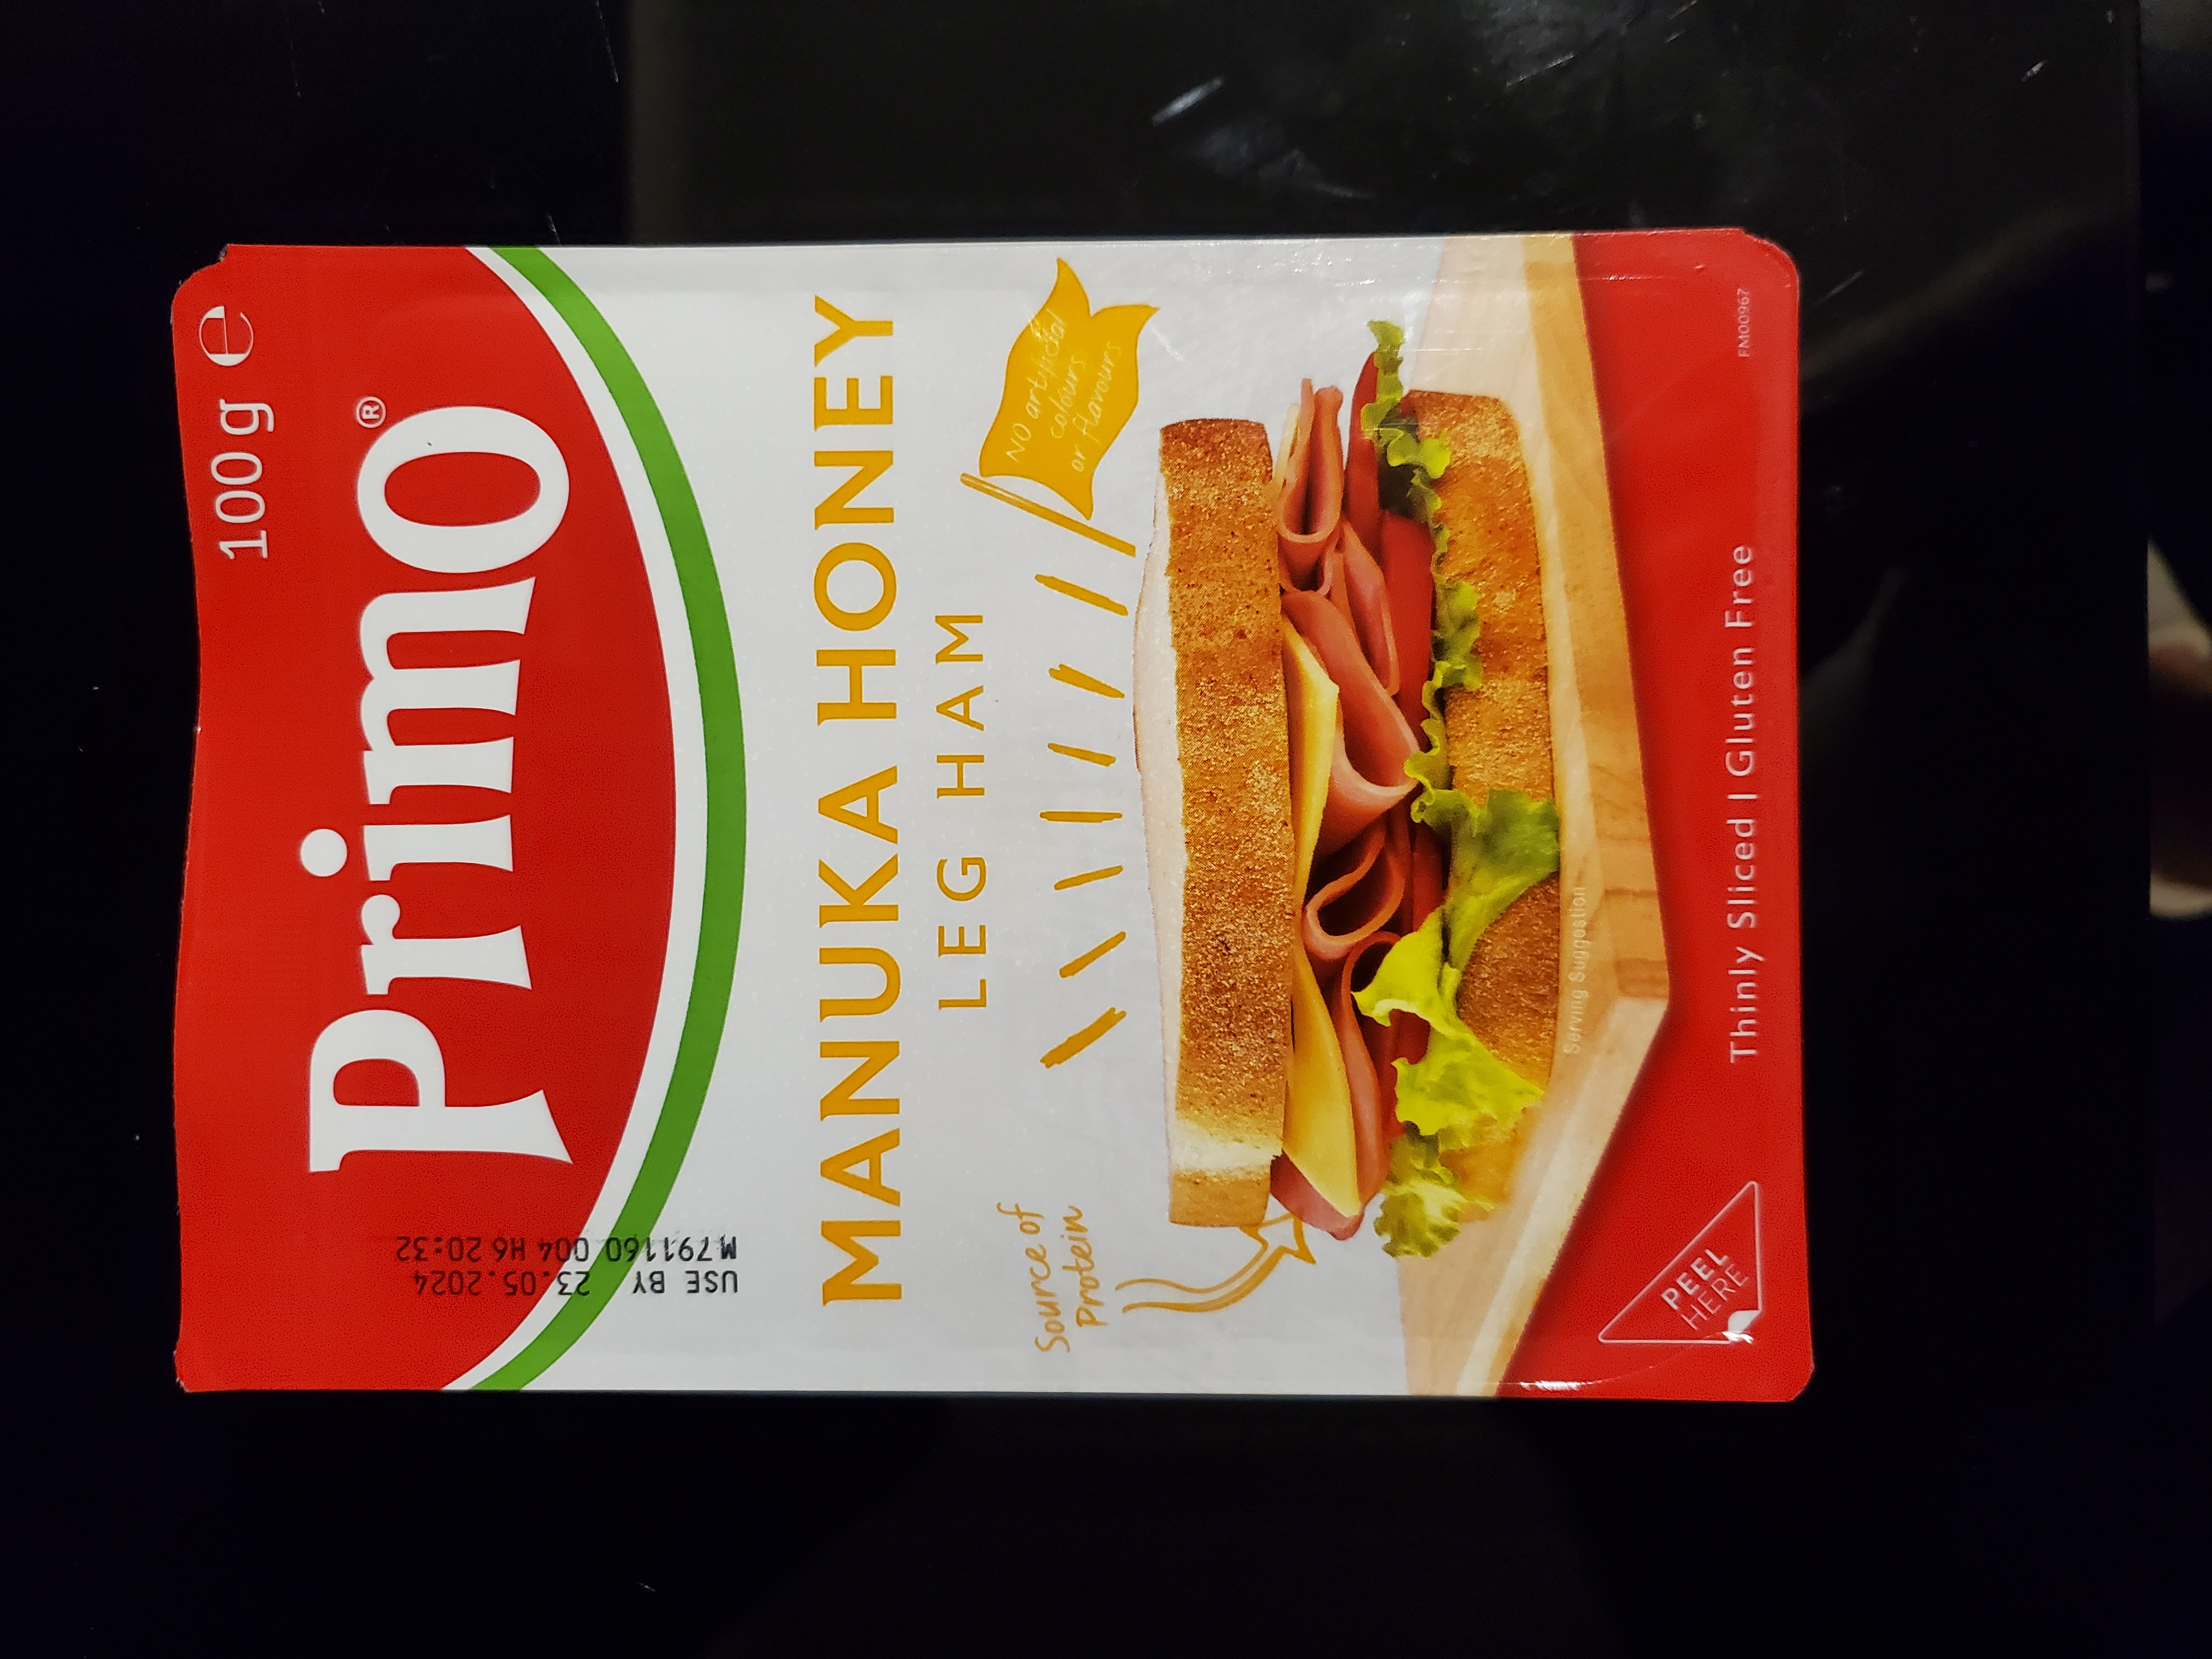 100 g e
Primo®
USE BY 23.05.2024
M791160 004 H6 20:32
MANUKA HONEY
LEG HAM
NO artificial
colours
or flavours
Source of
Protein
Serving Suggestion
PEEL
HERE
Thinly Sliced | Gluten Free
FM00967